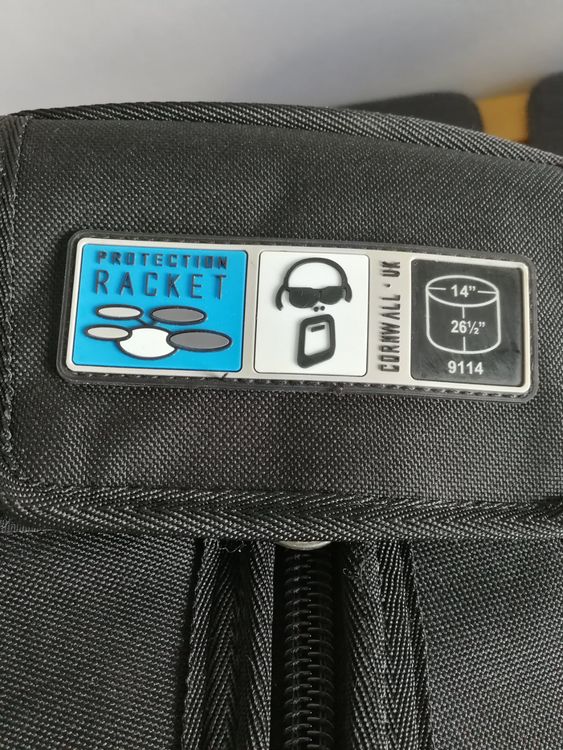 PROTECTION
RACKET
CORNWALL · UK
14"
26½"
9114